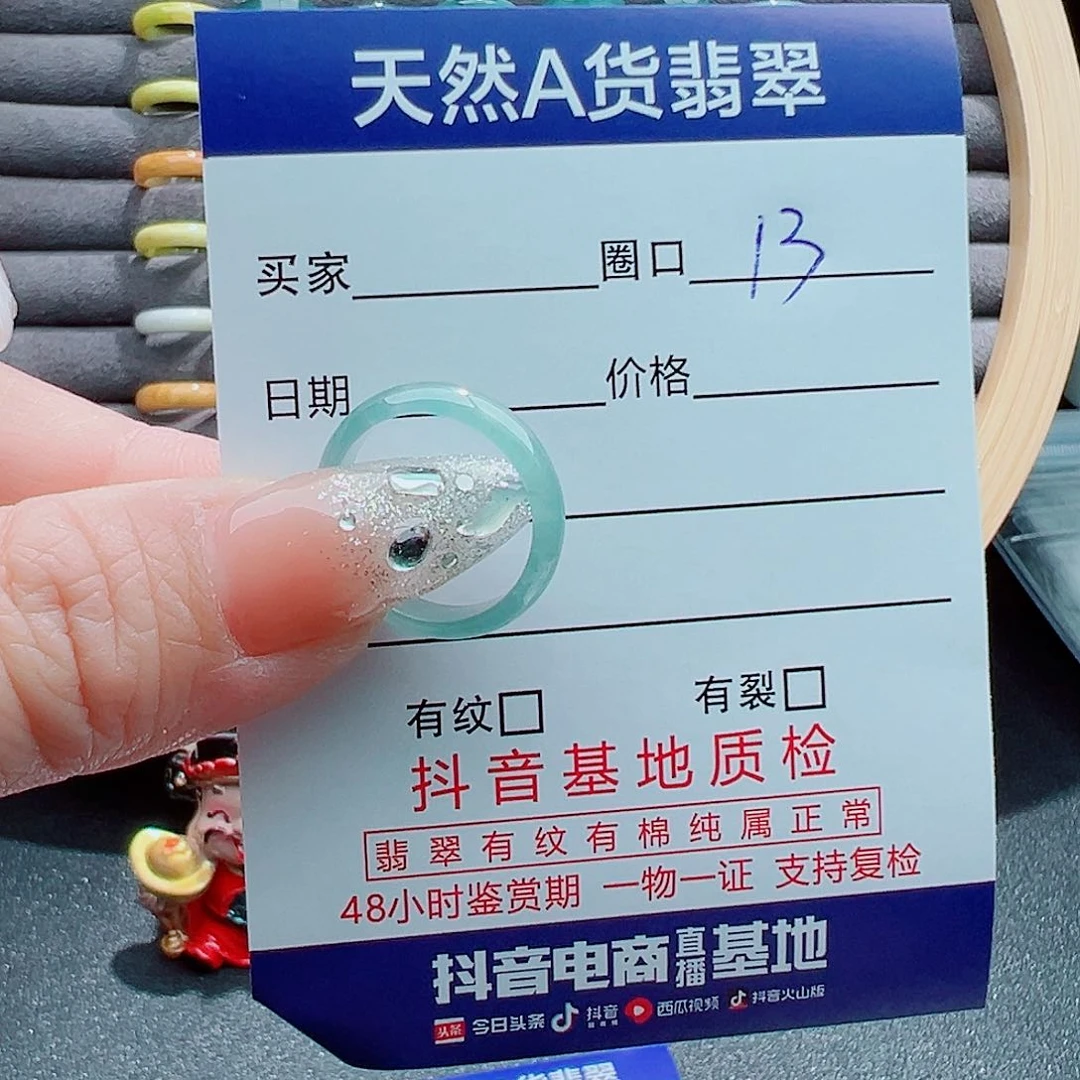 天然A货翡翠
买家 圈口 13
日期 价格
有纹□ 有裂□
抖音基地质检
翡翠有纹有棉纯属正常
48小时鉴赏期 一物一证 支持复检
抖音电商直播基地
头条 今日头条 抖音 西瓜视频 抖音火山版